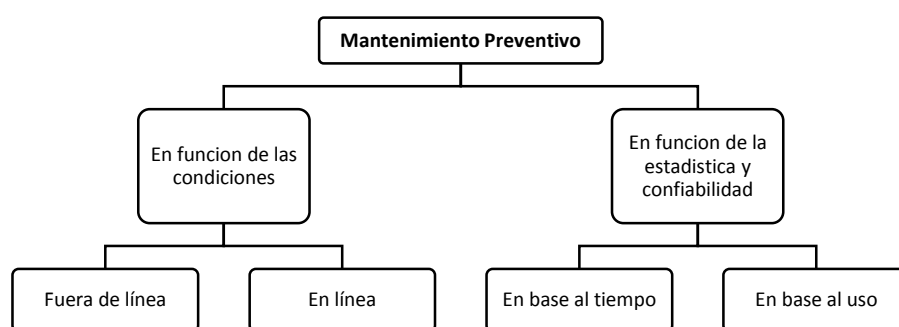 Mantenimiento Preventivo
En funcion de las
condiciones
En funcion de la
estadistica y
confiabilidad
Fuera de línea
En línea
En base al tiempo
En base al uso